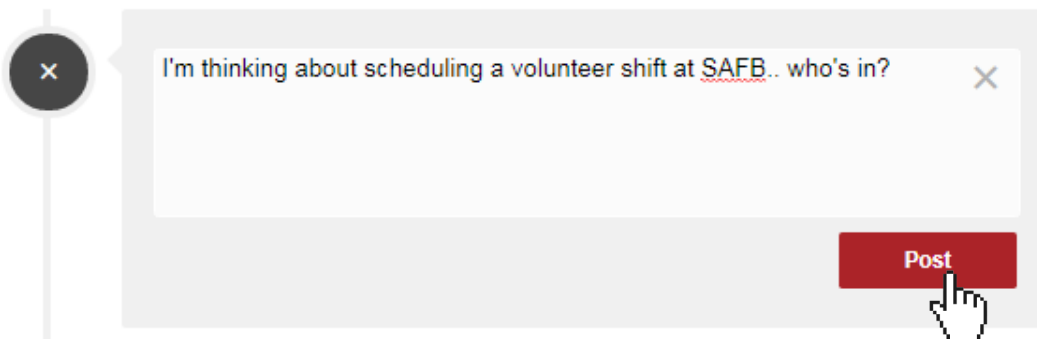 I'm thinking about scheduling a volunteer shift at SAFB.. who's in?
Post